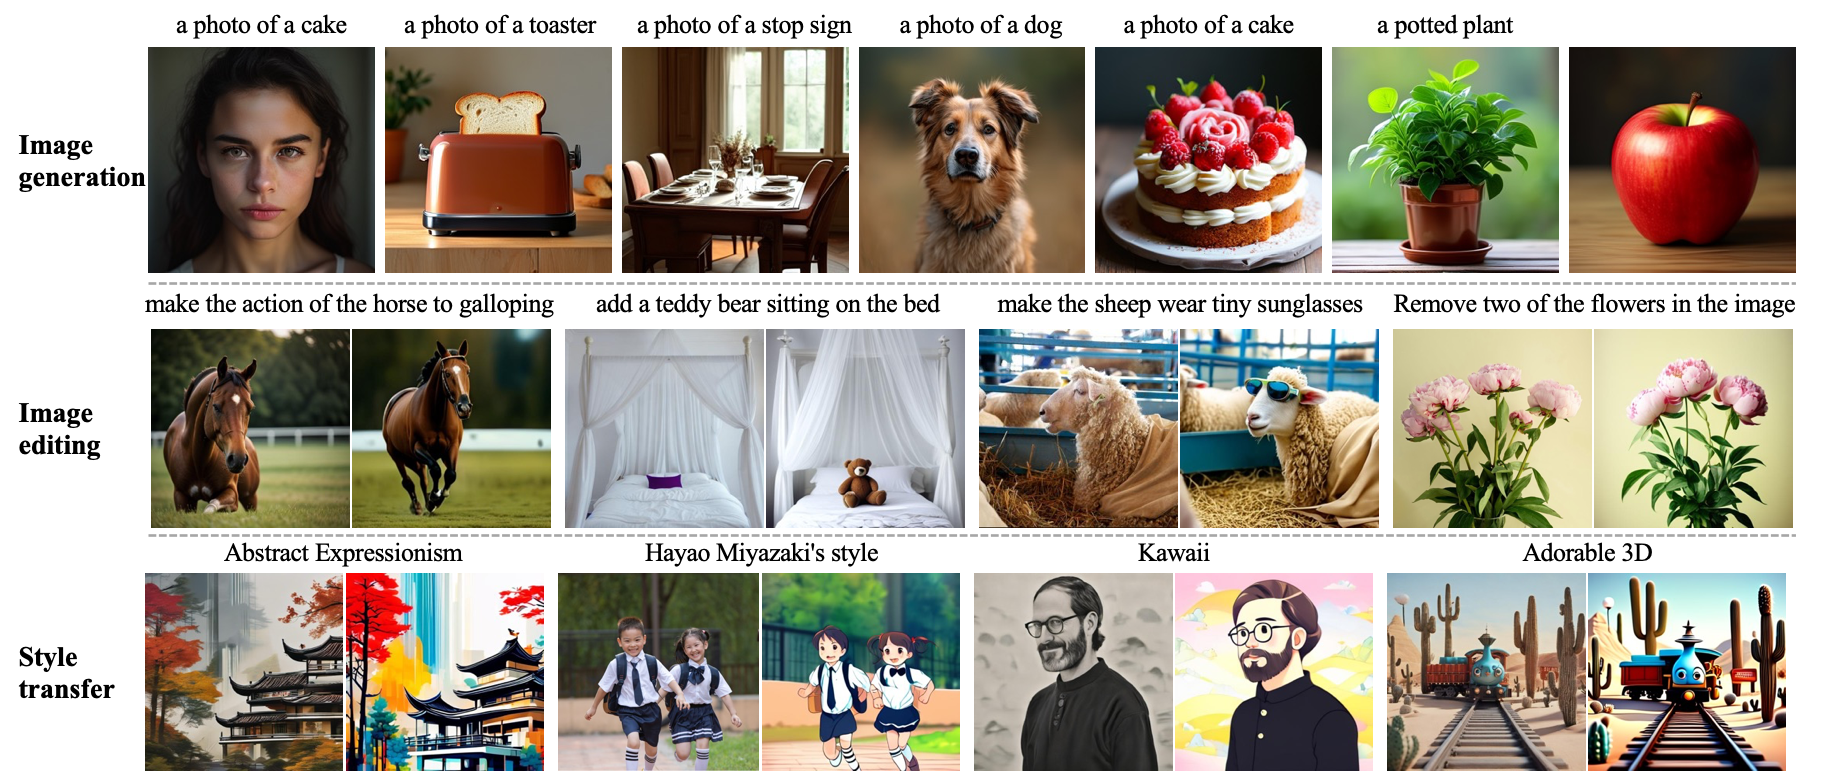 a photo of a cake
a photo of a toaster
a photo of a stop sign
a photo of a dog
a photo of a cake
a potted plant
Image
generation
make the action of the horse to galloping
add a teddy bear sitting on the bed
make the sheep wear tiny sunglasses
Remove two of the flowers in the image
Image
editing
Abstract Expressionism
Hayao Miyazaki's style
Kawaii
Adorable 3D
Style
transfer